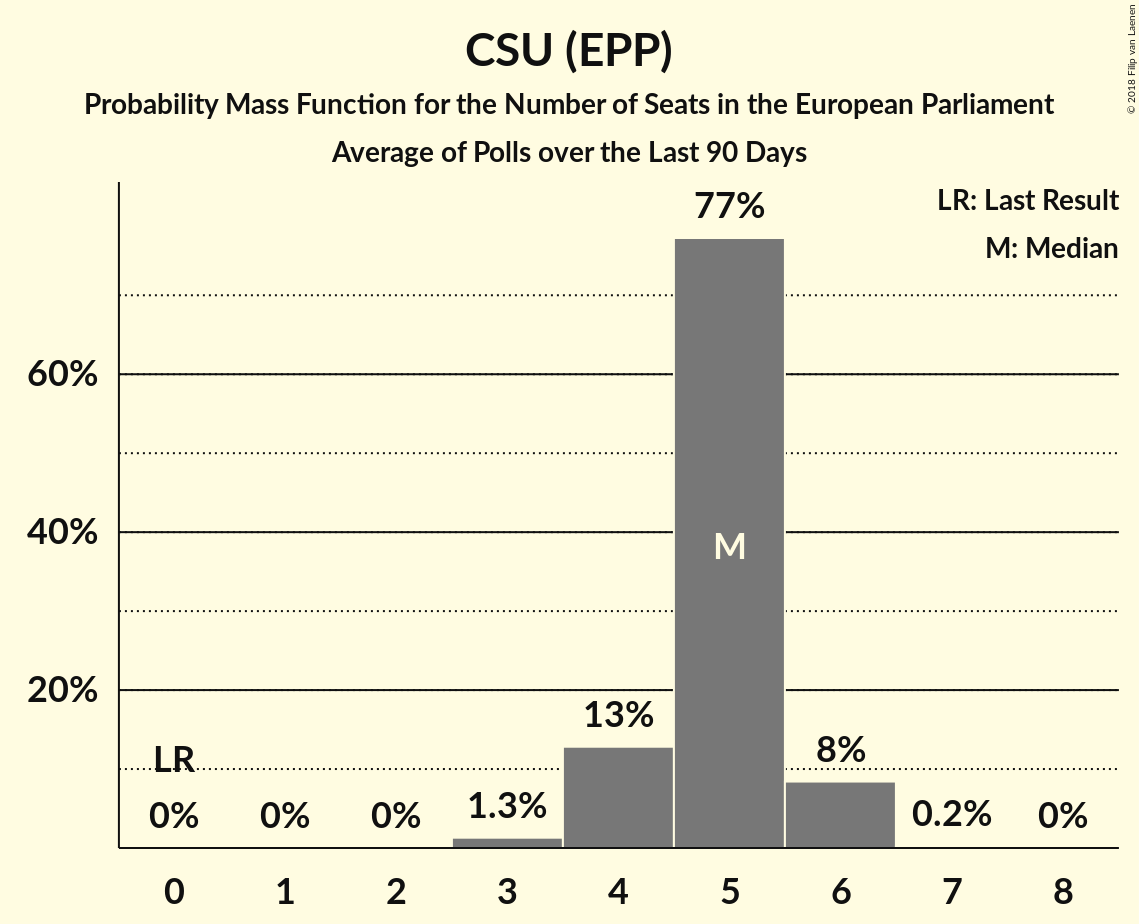 CSU (EPP)
Probability Mass Function for the Number of Seats in the European Parliament
Average of Polls over the Last 90 Days
© 2018 Filip van Laenen
LR: Last Result
M: Median
77%
60%
40%
20%
M
13%
8%
LR
0%
0%
0%
1.3%
0.2%
0%
0
1
2
3
4
5
6
7
8